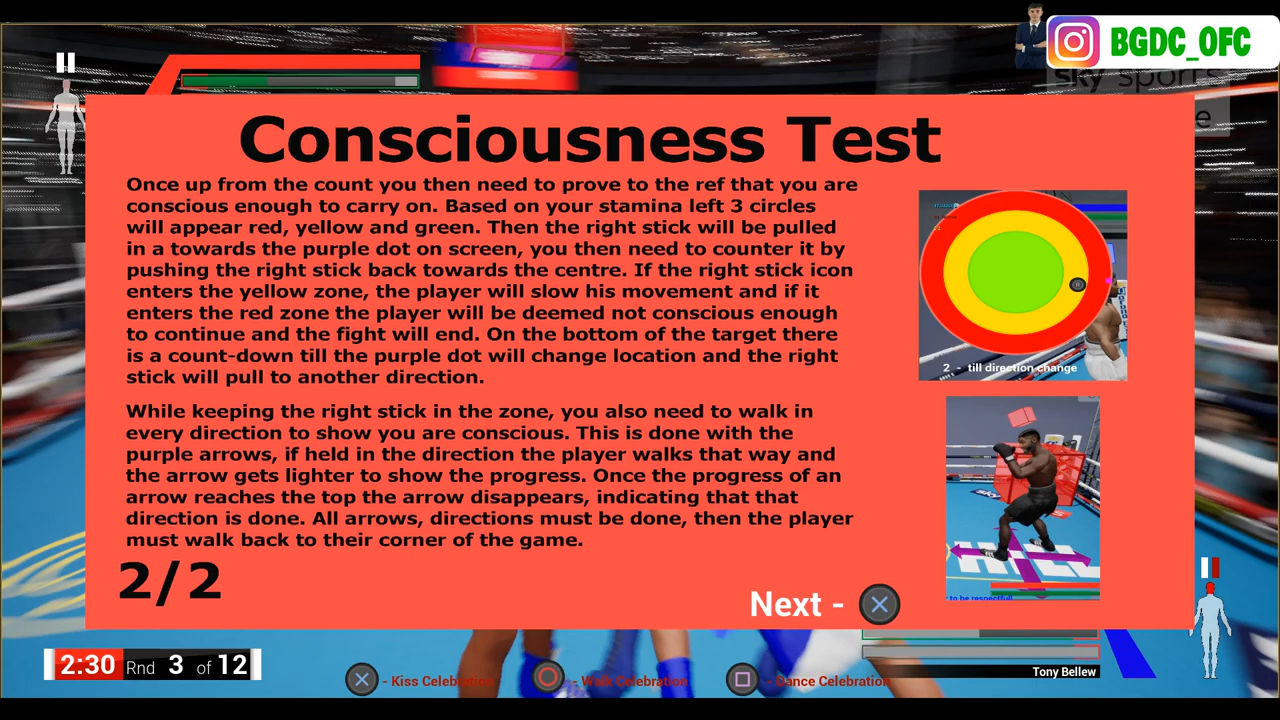 BGDC_OFC
sky sports
e
Consciousness Test
Once up from the count you then need to prove to the ref that you are
conscious enough to carry on. Based on your stamina left 3 circles
will appear red, yellow and green. Then the right stick will be pulled
in a towards the purple dot on screen, you then need to counter it by
pushing the right stick back towards the centre. If the right stick icon
enters the yellow zone, the player will slow his movement and if it
enters the red zone the player will be deemed not conscious enough
to continue and the fight will end. On the bottom of the target there
is a count-down till the purple dot will change location and the right
stick will pull to another direction.
2 - till direction change
While keeping the right stick in the zone, you also need to walk in
every direction to show you are conscious. This is done with the
purple arrows, if held in the direction the player walks that way and
the arrow gets lighter to show the progress. Once the progress of an
arrow reaches the top the arrow disappears, indicating that that
direction is done. All arrows, directions must be done, then the player
must walk back to their corner of the game.
to be respectful
2/2
Next -
2:30 Rnd 3 of 12
- Kiss Celebration - Walk Celebration - Dance Celebration
Tony Bellew